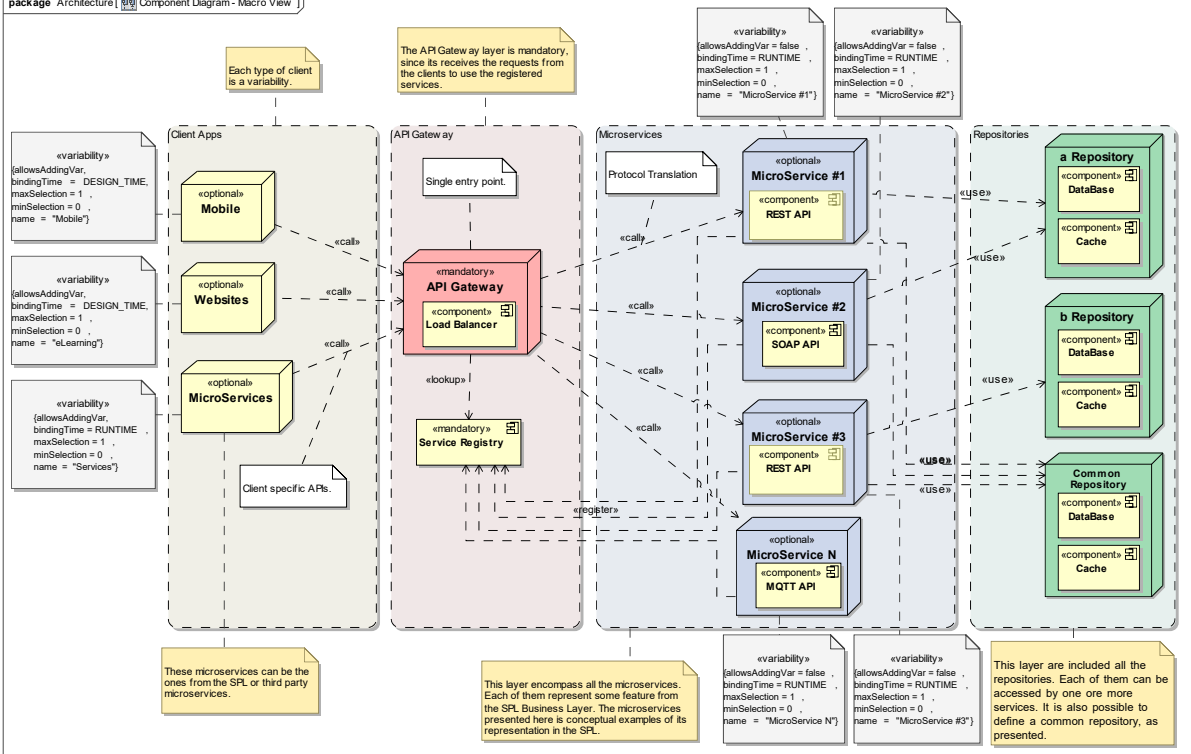 package Architecture [ Component Diagram - Macro View ]
Each type of client
is a variability.
The API Gateway layer is mandatory,
since its receives the requests from
the clients to use the registered
services.
«variability»
{allowsAddingVar = false ,
bindingTime = RUNTIME ,
maxSelection = 1 ,
minSelection = 0 ,
name = "MicroService #1"}
«variability»
{allowsAddingVar = false ,
bindingTime = RUNTIME ,
maxSelection = 1 ,
minSelection = 0 ,
name = "MicroService #2"}
«variability»
{allowsAddingVar,
bindingTime = DESIGN_TIME,
maxSelection = 1 ,
minSelection = 0 ,
name = "Mobile"}
«variability»
{allowsAddingVar,
bindingTime = DESIGN_TIME,
maxSelection = 1 ,
minSelection = 0 ,
name = "eLearning"}
«variability»
{allowsAddingVar,
bindingTime = RUNTIME ,
maxSelection = 1 ,
minSelection = 0 ,
name = "Services"}
Client Apps
«optional»
Mobile
«optional»
Websites
«optional»
MicroServices
Client specific APIs.
«call»
«call»
«call»
API Gateway
Single entry point.
«mandatory»
API Gateway
«component»
Load Balancer
«lookup»
«mandatory»
Service Registry
«register»
Microservices
Protocol Translation
«call»
«call»
«call»
«call»
«optional»
MicroService #1
«component»
REST API
«optional»
MicroService #2
«component»
SOAP API
«optional»
MicroService #3
«component»
REST API
«optional»
MicroService N
«component»
MQTT API
«use»
«use»
«use»
«use»
«use»
Repositories
a Repository
«component»
DataBase
«component»
Cache
b Repository
«component»
DataBase
«component»
Cache
Common
Repository
«component»
DataBase
«component»
Cache
These microservices can be the
ones from the SPL or third party
microservices.
This layer encompass all the microservices.
Each of them represent some feature from
the SPL Business Layer. The microservices
presented here is conceptual examples of its
representation in the SPL.
«variability»
{allowsAddingVar = false ,
bindingTime = RUNTIME ,
maxSelection = 1 ,
minSelection = 0 ,
name = "MicroService N"}
«variability»
{allowsAddingVar = false ,
bindingTime = RUNTIME ,
maxSelection = 1 ,
minSelection = 0 ,
name = "MicroService #3"}
This layer are included all the
repositories. Each of them can be
accessed by one ore more
services. It is also possible to
define a common repository, as
presented.